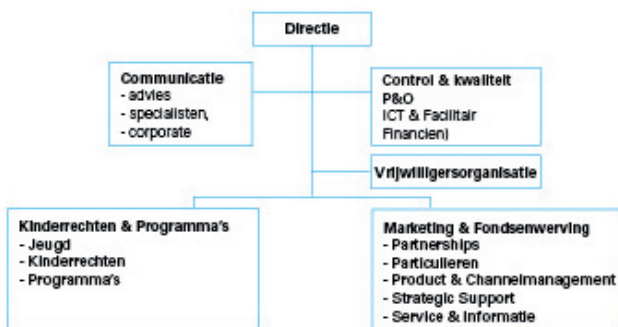 Directie
Communicatie
- advies
- specialisten,
- corporate
Control & kwaliteit
P&O
ICT & Facilitair
Financien)
Vrijwilligersorganisatie
Kinderrechten & Programma's
- Jeugd
- Kinderrechten
- Programma's
Marketing & Fondsenwerving
- Partnerships
- Particulieren
- Product & Channelmanagement
- Strategic Support
- Service & Informatie